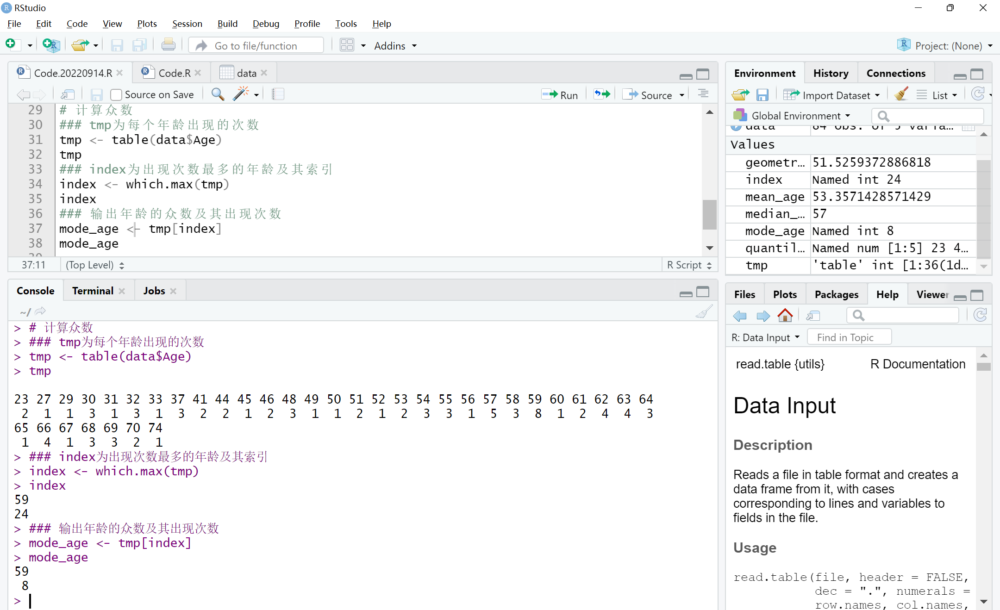 RStudio
File Edit Code View Plots Session Build Debug Profile Tools Help
Go to file/function Addins Project: (None)
Code.20220914.R Code.R data
Source on Save Run Source
29 # 计算众数
30 ### tmp为每个年龄出现的次数
31 tmp <- table(data$Age)
32 tmp
33 ### index为出现次数最多的年龄及其索引
34 index <- which.max(tmp)
35 index
36 ### 输出年龄的众数及其出现次数
37 mode_age <- tmp[index]
38 mode_age
37:11 (Top Level) R Script
Console Terminal Jobs
~/
> # 计算众数
> ### tmp为每个年龄出现的次数
> tmp <- table(data$Age)
> tmp
23 27 29 30 31 32 33 37 41 44 45 46 48 49 50 51 52 53 54 55 56 57 58 59 60 61 62 63 64
2 1 1 3 1 3 1 3 2 2 1 2 3 1 1 2 1 2 3 3 1 5 3 8 1 2 4 4 3
65 66 67 68 69 70 74
1 4 1 3 3 2 1
> ### index为出现次数最多的年龄及其索引
> index <- which.max(tmp)
> index
59
24
> ### 输出年龄的众数及其出现次数
> mode_age <- tmp[index]
> mode_age
59
8
>
Environment History Connections
Import Dataset List
Global Environment
data 84 obs. of 5 varia...
Values
geometr... 51.5259372886818
index Named int 24
mean_age 53.3571428571429
median_... 57
mode_age Named int 8
quantil... Named num [1:5] 23 4...
tmp 'table' int [1:36(1d...
Files Plots Packages Help Viewer
R: Data Input Find in Topic
read.table {utils} R Documentation
Data Input
Description
Reads a file in table format and creates a
data frame from it, with cases
corresponding to lines and variables to
fields in the file.
Usage
read.table(file, header = FALSE,
dec = ".", numerals =
row.names, col.names,